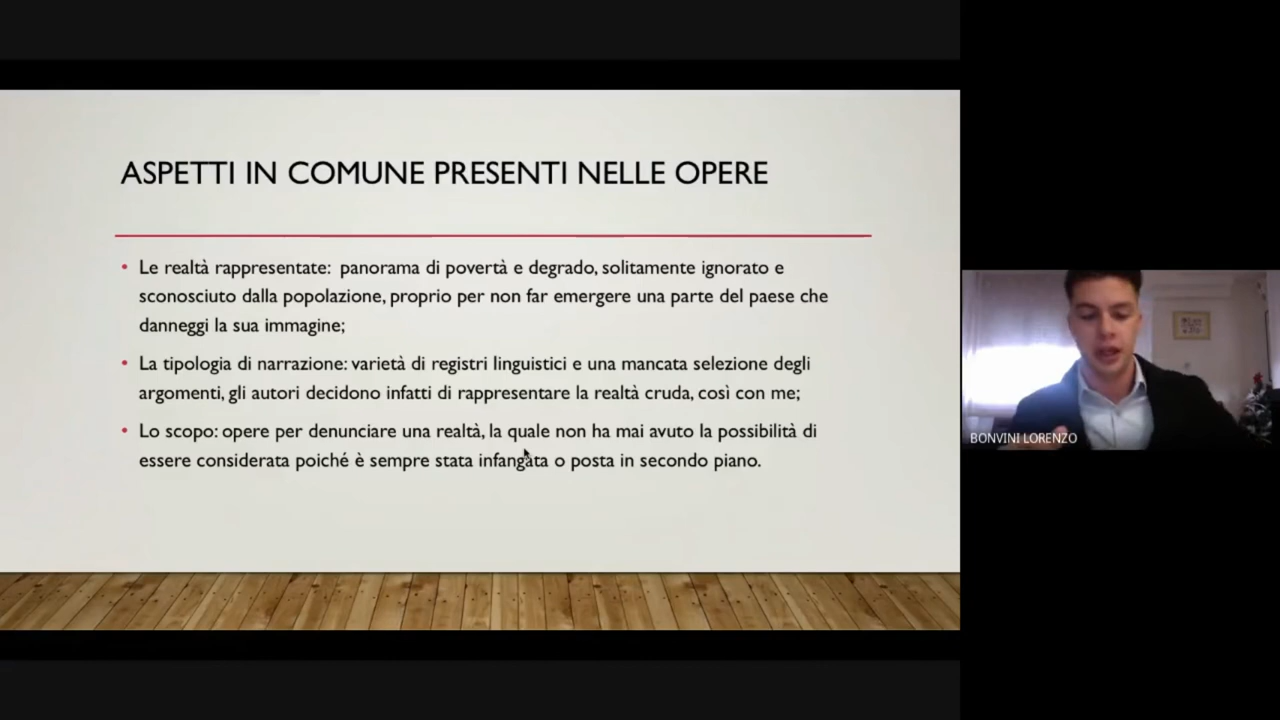 ASPETTI IN COMUNE PRESENTI NELLE OPERE
• Le realtà rappresentate: panorama di povertà e degrado, solitamente ignorato e
sconosciuto dalla popolazione, proprio per non far emergere una parte del paese che
danneggi la sua immagine;
• La tipologia di narrazione: varietà di registri linguistici e una mancata selezione degli
argomenti, gli autori decidono infatti di rappresentare la realtà cruda, così con me;
• Lo scopo: opere per denunciare una realtà, la quale non ha mai avuto la possibilità di
essere considerata poiché è sempre stata infangata o posta in secondo piano.
BONVINI LORENZO